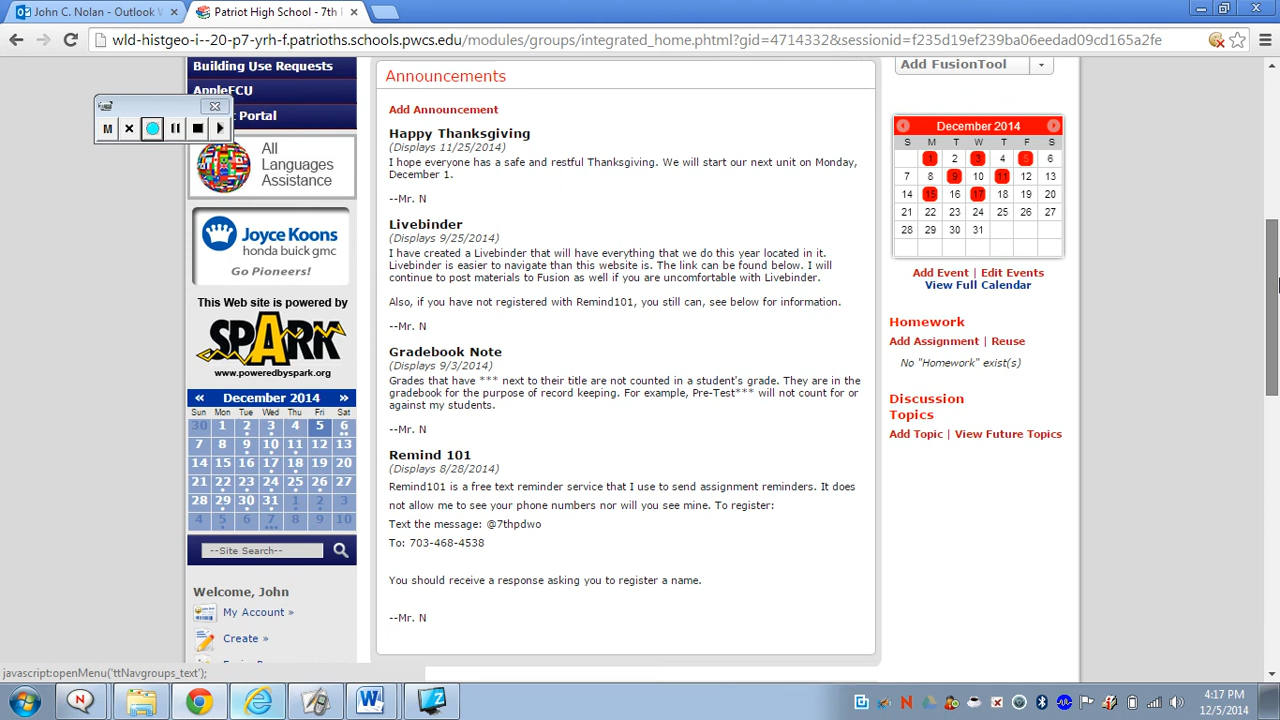 John C. Nolan - Outlook
Patriot High School - 7th
wld-histgeo-i--20-p7-yrh-f.patrioths.schools.pwcs.edu/modules/groups/integrated_home.phtml?gid=4714332&sessionid=f235d19ef239ba06eedad09cd165a2fe
Building Use Requests
AppleFCU
t Portal
M
All
Languages
Assistance
Joyce Koons
honda buick gmc
Go Pioneers!
This Web site is powered by
SPARK
www.poweredbyspark.org
« December 2014 »
Sun Mon Tue Wed Thu Fri Sat
30 1 2 3 4 5 6
7 8 9 10 11 12 13
14 15 16 17 18 19 20
21 22 23 24 25 26 27
28 29 30 31 1 2 3
4 5 6 7 8 9 10
--Site Search--
Welcome, John
My Account »
Create »
Announcements
Add Announcement
Happy Thanksgiving
(Displays 11/25/2014)
I hope everyone has a safe and restful Thanksgiving. We will start our next unit on Monday,
December 1.
--Mr. N
Livebinder
(Displays 9/25/2014)
I have created a Livebinder that will have everything that we do this year located in it.
Livebinder is easier to navigate than this website is. The link can be found below. I will
continue to post materials to Fusion as well if you are uncomfortable with Livebinder.
Also, if you have not registered with Remind101, you still can, see below for information.
--Mr. N
Gradebook Note
(Displays 9/3/2014)
Grades that have *** next to their title are not counted in a student's grade. They are in the
gradebook for the purpose of record keeping. For example, Pre-Test*** will not count for or
against my students.
--Mr. N
Remind 101
(Displays 8/28/2014)
Remind101 is a free text reminder service that I use to send assignment reminders. It does
not allow me to see your phone numbers nor will you see mine. To register:
Text the message: @7thpdwo
To: 703-468-4538
You should receive a response asking you to register a name.
--Mr. N
Add FusionTool
December 2014
S M T W T F S
1 2 3 4 5 6
7 8 9 10 11 12 13
14 15 16 17 18 19 20
21 22 23 24 25 26 27
28 29 30 31
Add Event | Edit Events
View Full Calendar
Homework
Add Assignment | Reuse
No "Homework" exist(s)
Discussion
Topics
Add Topic | View Future Topics
javascript:openMenu('ttNavgroups_text');
4:17 PM
12/5/2014